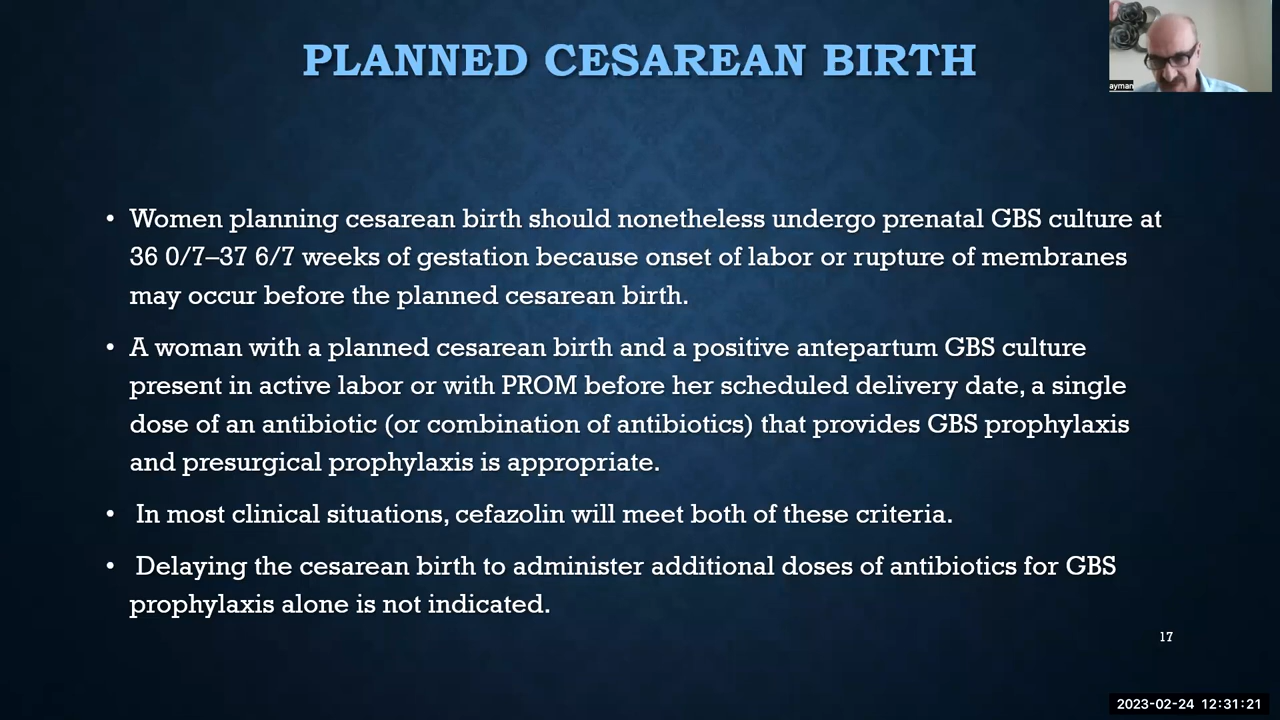 PLANNED CESAREAN BIRTH
ayman
• Women planning cesarean birth should nonetheless undergo prenatal GBS culture at
36 0/7–37 6/7 weeks of gestation because onset of labor or rupture of membranes
may occur before the planned cesarean birth.
• A woman with a planned cesarean birth and a positive antepartum GBS culture
present in active labor or with PROM before her scheduled delivery date, a single
dose of an antibiotic (or combination of antibiotics) that provides GBS prophylaxis
and presurgical prophylaxis is appropriate.
• In most clinical situations, cefazolin will meet both of these criteria.
• Delaying the cesarean birth to administer additional doses of antibiotics for GBS
prophylaxis alone is not indicated.
17
2023-02-24 12:31:21